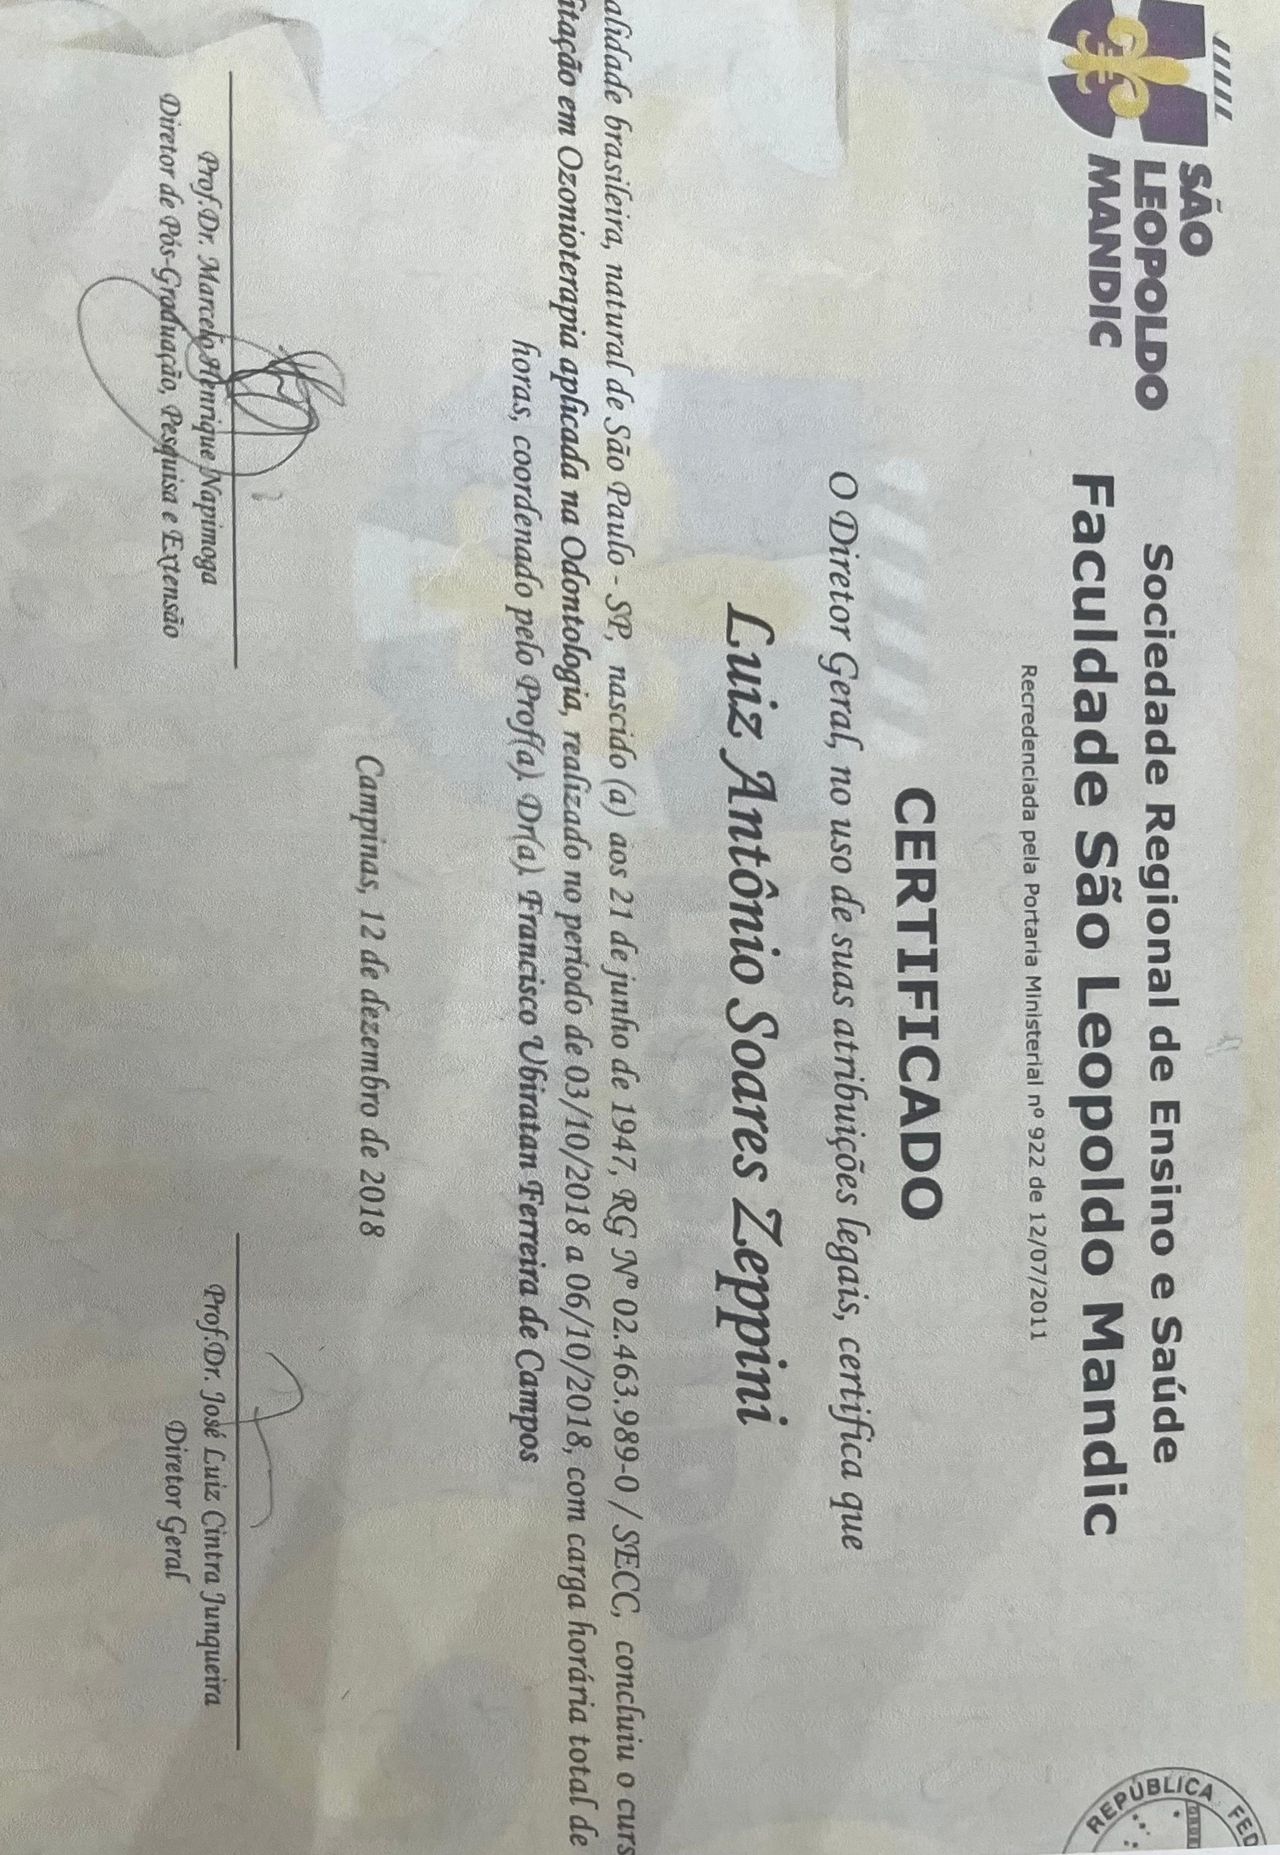 SÃO
LEOPOLDO
MANDIC
Sociedade Regional de Ensino e Saúde
Faculdade São Leopoldo Mandic
Recredenciada pela Portaria Ministerial nº 922 de 12/07/2011
REPÚBLICA FED
CERTIFICADO
O Diretor Geral, no uso de suas atribuições legais, certifica que
Luiz Antônio Soares Zeppini
alidade brasileira, natural de São Paulo - SP, nascido (a) aos 21 de junho de 1947, RG Nº 02.463.989-0 / SECC, concluiu o curs
itação em Ozonioterapia aplicada na Odontologia, realizado no período de 03/10/2018 a 06/10/2018, com carga horária total de
horas, coordenado pelo Prof(a). Dr(a). Francisco Ubiratan Ferreira de Campos
Campinas, 12 de dezembro de 2018
Prof.Dr. Marcelo Henrique Napimoga
Diretor de Pós-Graduação, Pesquisa e Extensão
Prof.Dr. José Luiz Cintra Junqueira
Diretor Geral